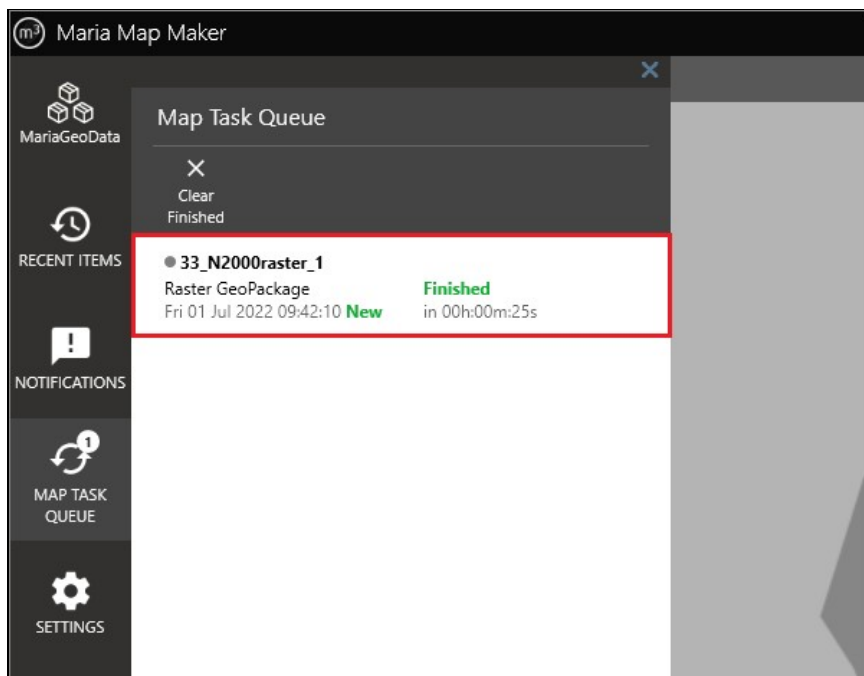 m³ Maria Map Maker
MariaGeoData
RECENT ITEMS
!
NOTIFICATIONS
1
MAP TASK
QUEUE
SETTINGS
Map Task Queue
Clear
Finished
33_N2000raster_1
Raster GeoPackage Finished
Fri 01 Jul 2022 09:42:10 New in 00h:00m:25s